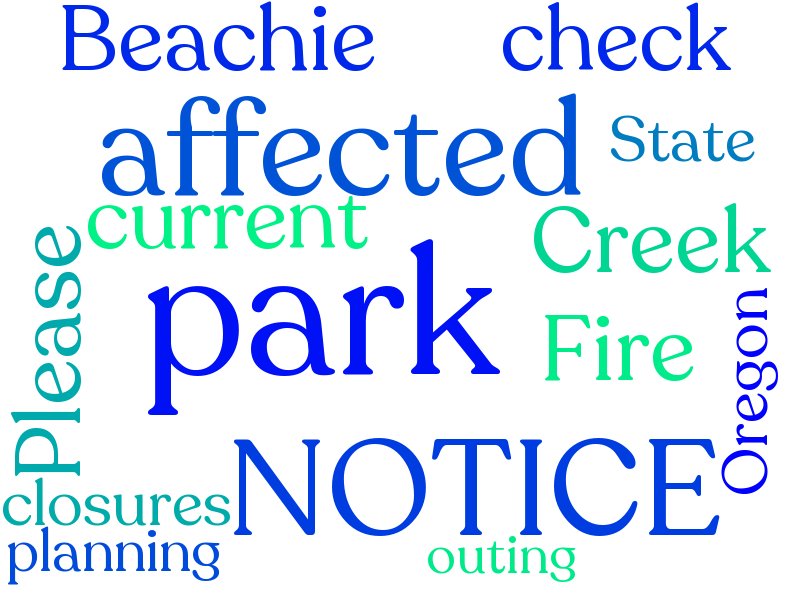 Beachie check
affected State
current Creek
Please park Fire Oregon
closures NOTICE
planning outing